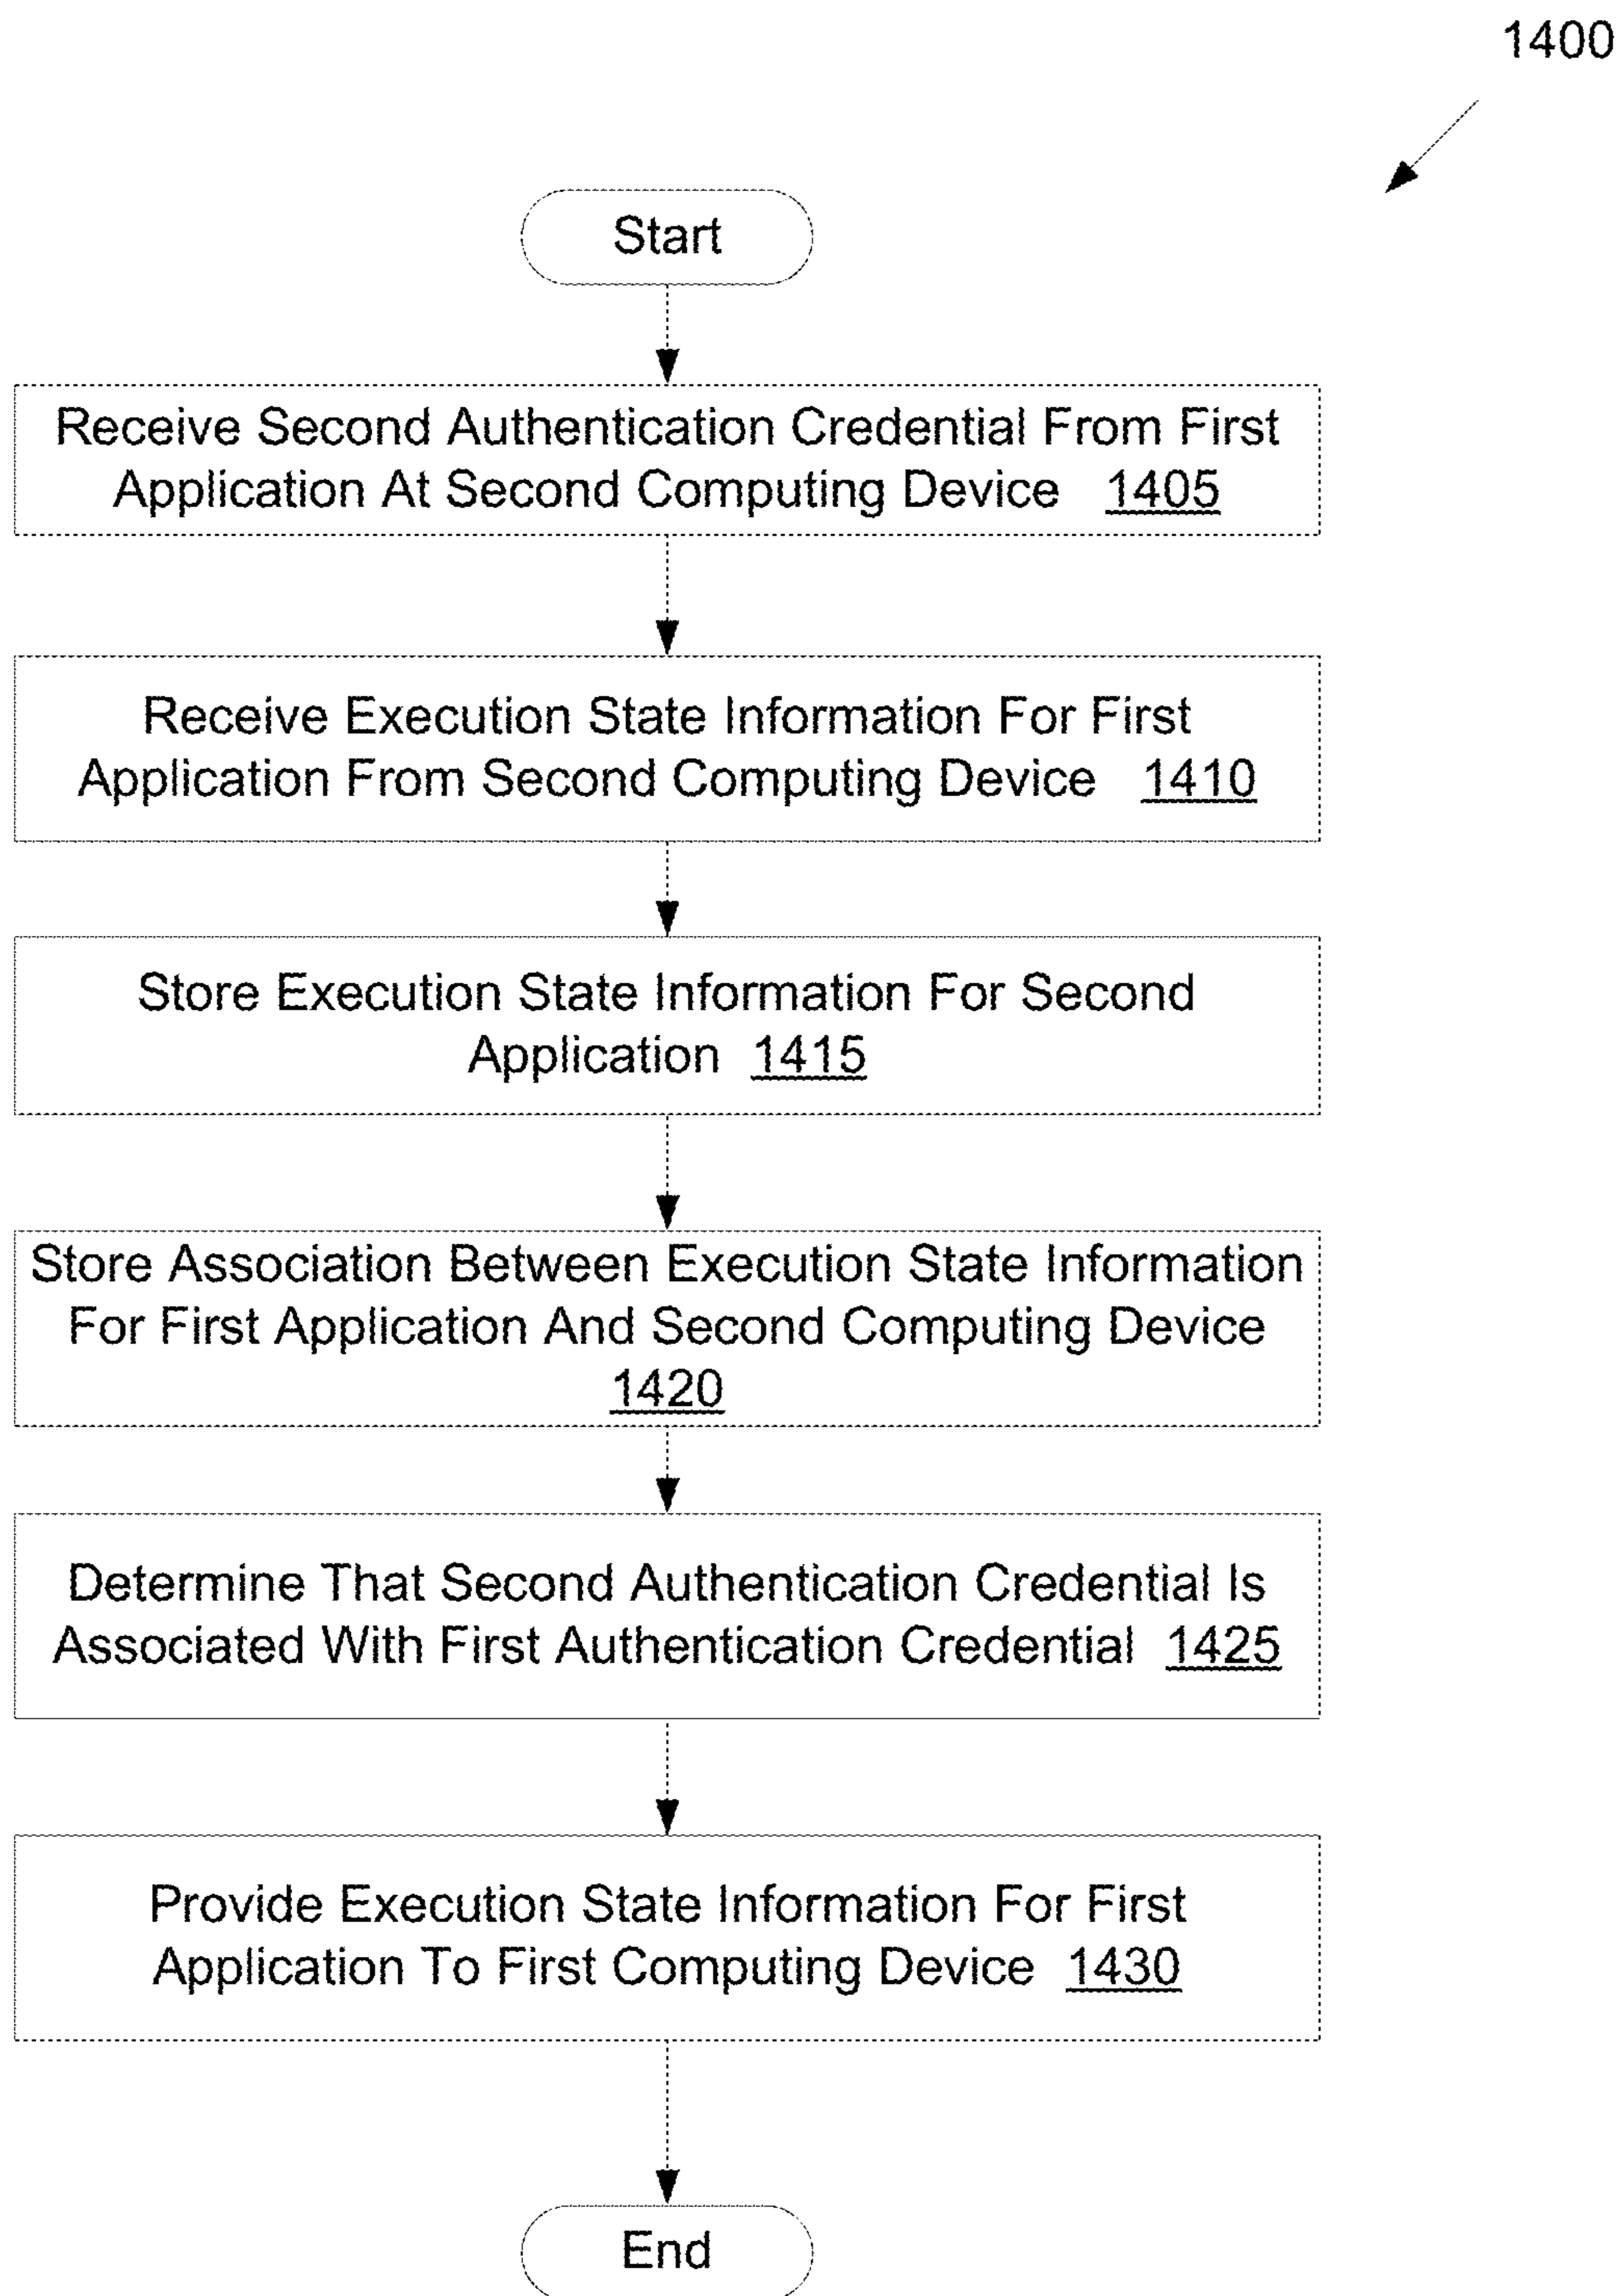 1400
Start
Receive Second Authentication Credential From First
Application At Second Computing Device 1405
Receive Execution State Information For First
Application From Second Computing Device 1410
Store Execution State Information For Second
Application 1415
Store Association Between Execution State Information
For First Application And Second Computing Device
1420
Determine That Second Authentication Credential Is
Associated With First Authentication Credential 1425
Provide Execution State Information For First
Application To First Computing Device 1430
End